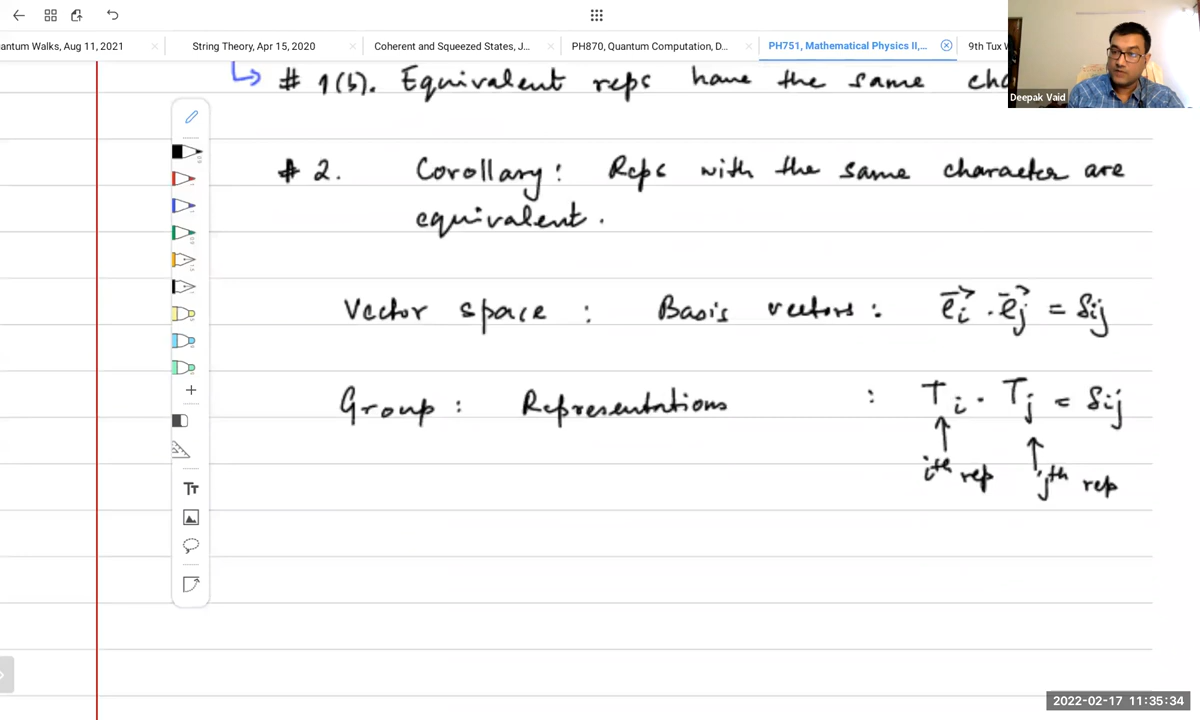 antum Walks, Aug 11, 2021 String Theory, Apr 15, 2020 Coherent and Squeezed States, J... PH870, Quantum Computation, D... PH751, Mathematical Physics II,... 9th Tux W
Deepak Vaid
# 1(b). Equivalent reps have the same cha
# 2. Corollary: Reps with the same character are
equivalent.
Vector space : Basis vectors : e⃗i . e⃗j = δij
Group : Representations : Ti . Tj = δij
ith rep jth rep
Tт
2022-02-17 11:35:34